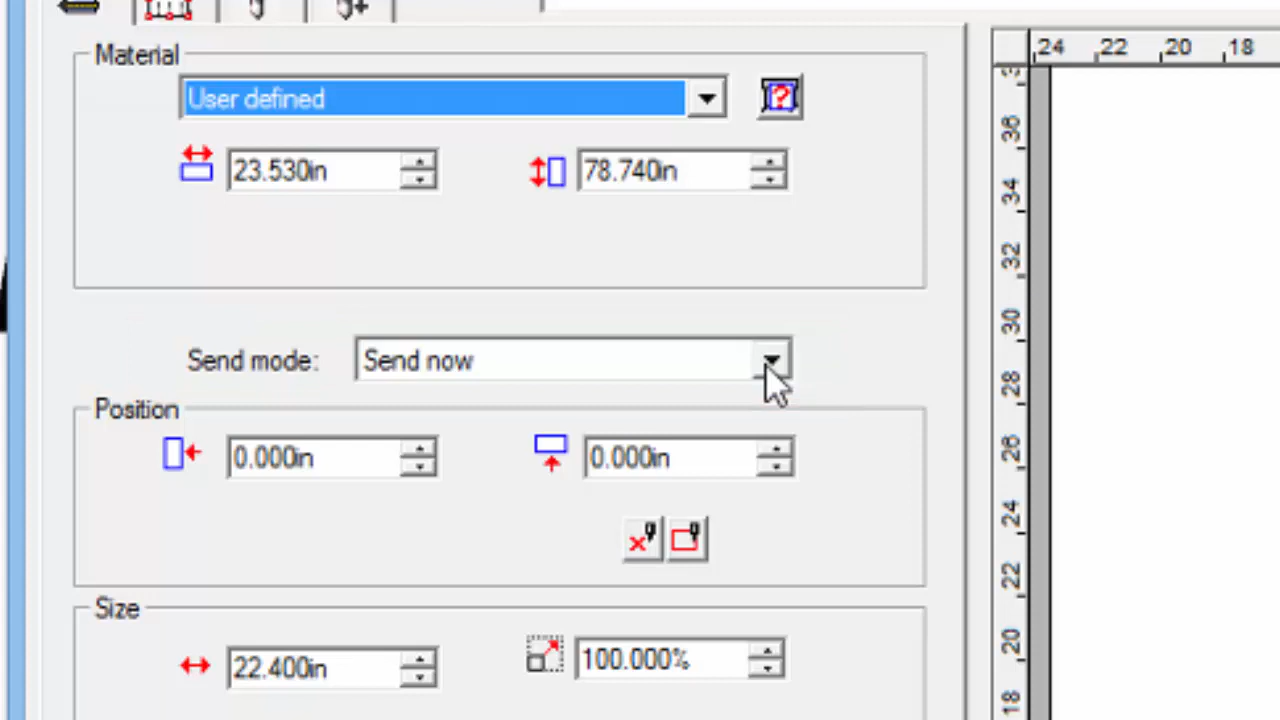 Material
User defined
23.530in 78.740in
Send mode: Send now
Position
0.000in 0.000in
Size
22.400in 100.000%
24 22 20 18
36
34
32
30
28
26
24
22
20
18